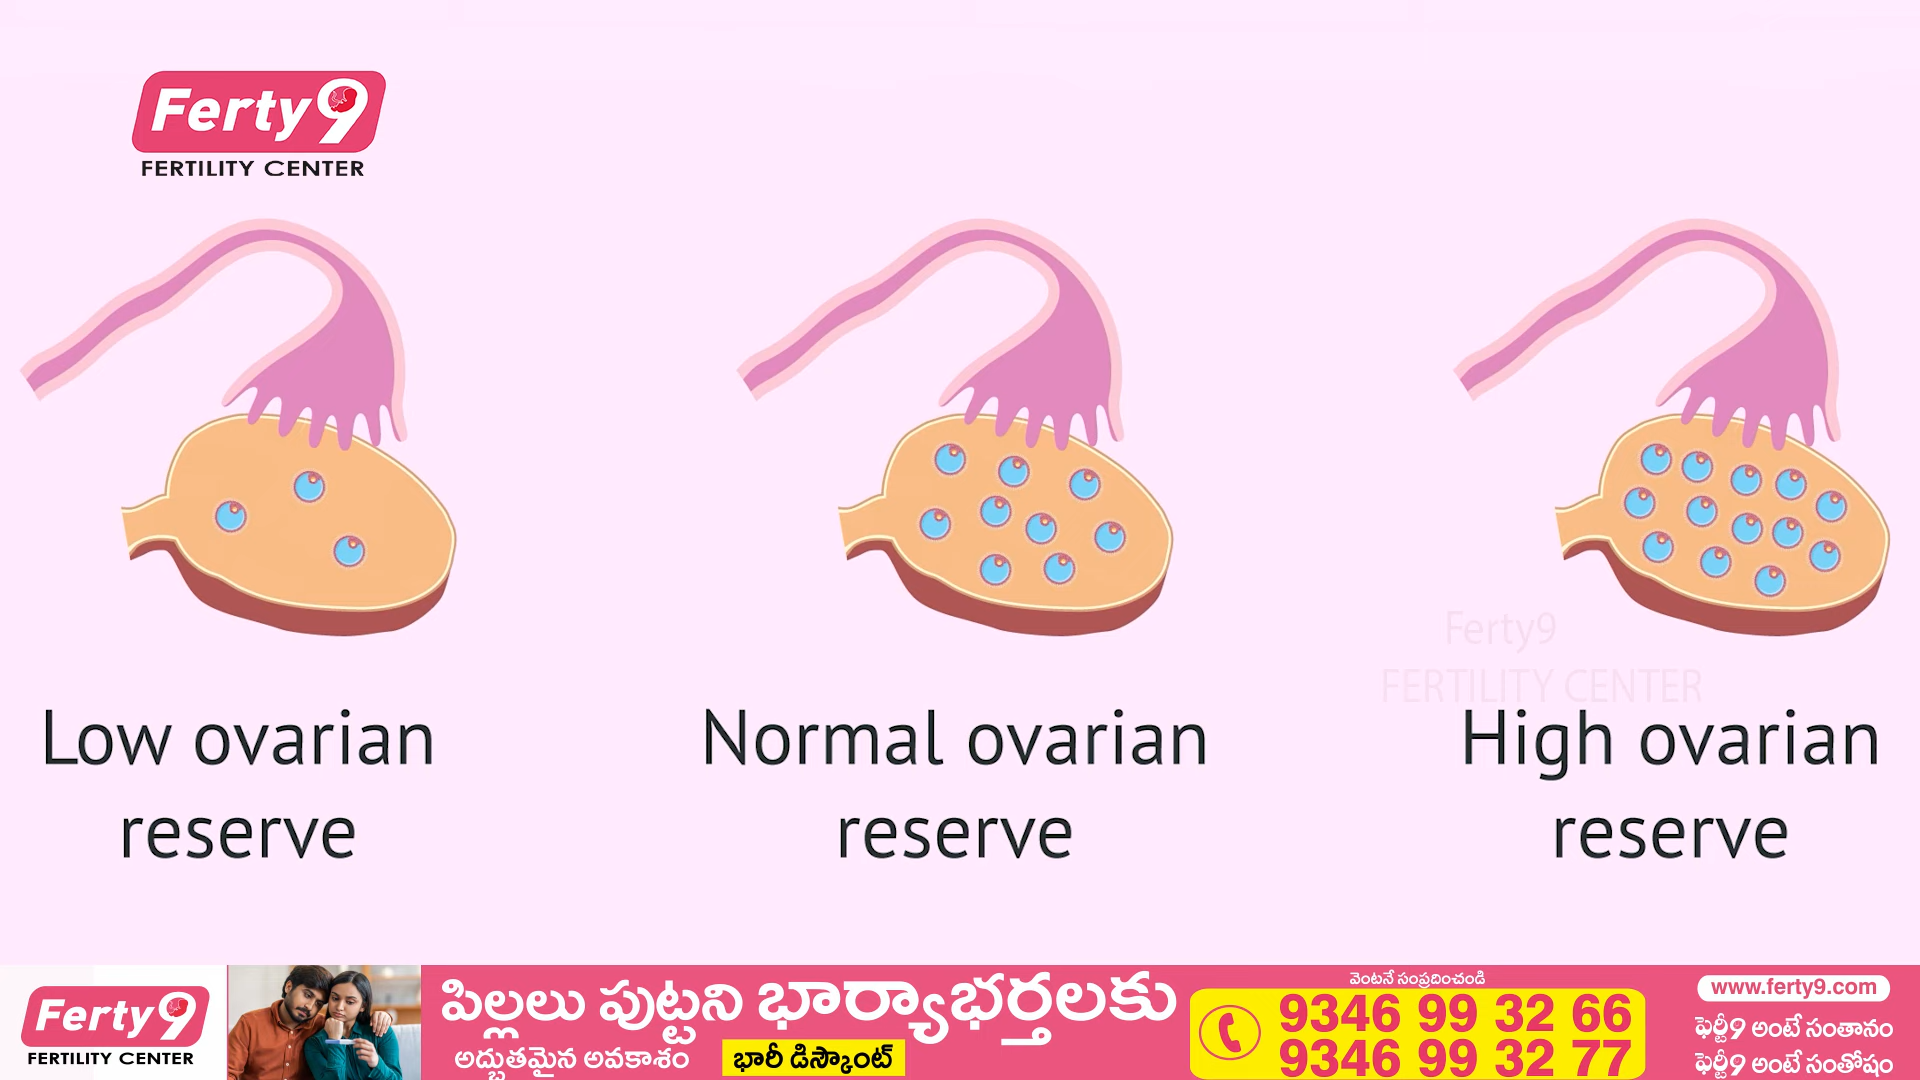 Ferty9
FERTILITY CENTER
Ferty9
FERTILITY CENTER
Low ovarian
reserve
Normal ovarian
reserve
High ovarian
reserve
Ferty9
FERTILITY CENTER
పిల్లలు పుట్టని భార్యాభర్తలకు
అద్భుతమైన అవకాశం భారీ డిస్కౌంట్
వెంటనే సంప్రదించండి
9346 99 32 66
9346 99 32 77
www.ferty9.com
ఫెర్టీ9 అంటే సంతానం
ఫెర్టీ9 అంటే సంతోషం